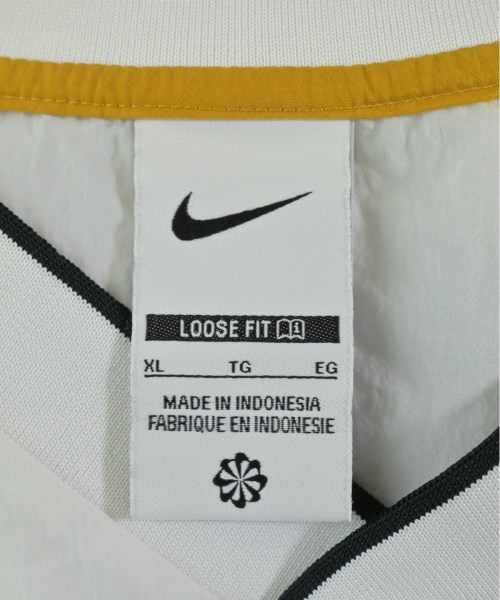 LOOSE FIT
XL TG EG
MADE IN INDONESIA
FABRIQUE EN INDONESIE